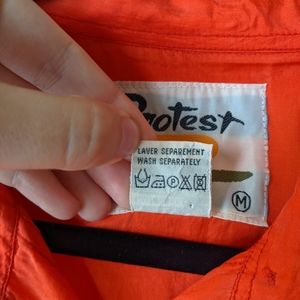 Protest
LAVER SEPAREMENT
WASH SEPARATELY
P
M